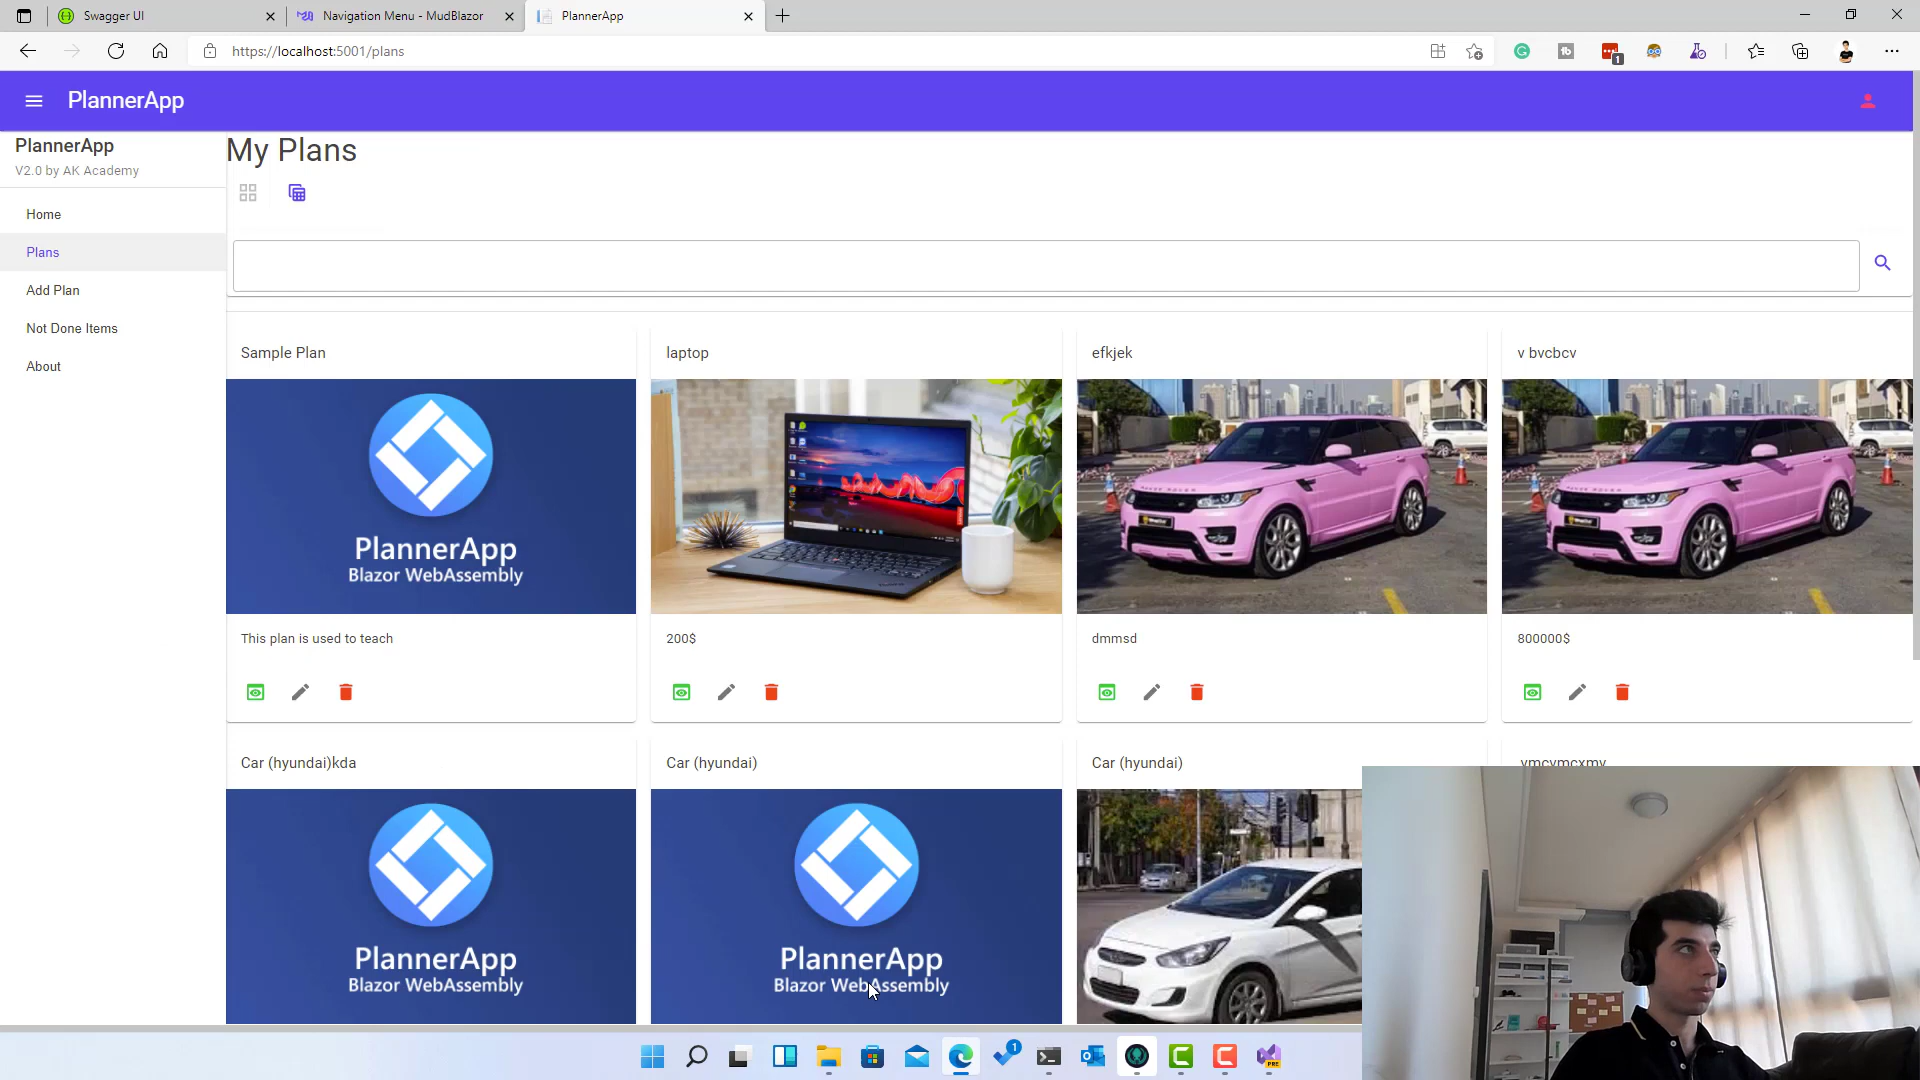 Swagger UI
Navigation Menu - MudBlazor
PlannerApp
https://localhost:5001/plans
1
PlannerApp
PlannerApp
V2.0 by AK Academy
Home
Plans
Add Plan
Not Done Items
About
My Plans
Sample Plan
laptop
efkjek
v bvcbcv
PlannerApp
Blazor WebAssembly
This plan is used to teach
200$
dmmsd
800000$
Car (hyundai)kda
Car (hyundai)
Car (hyundai)
PlannerApp
Blazor WebAssembly
PlannerApp
Blazor WebAssembly
1
PRE